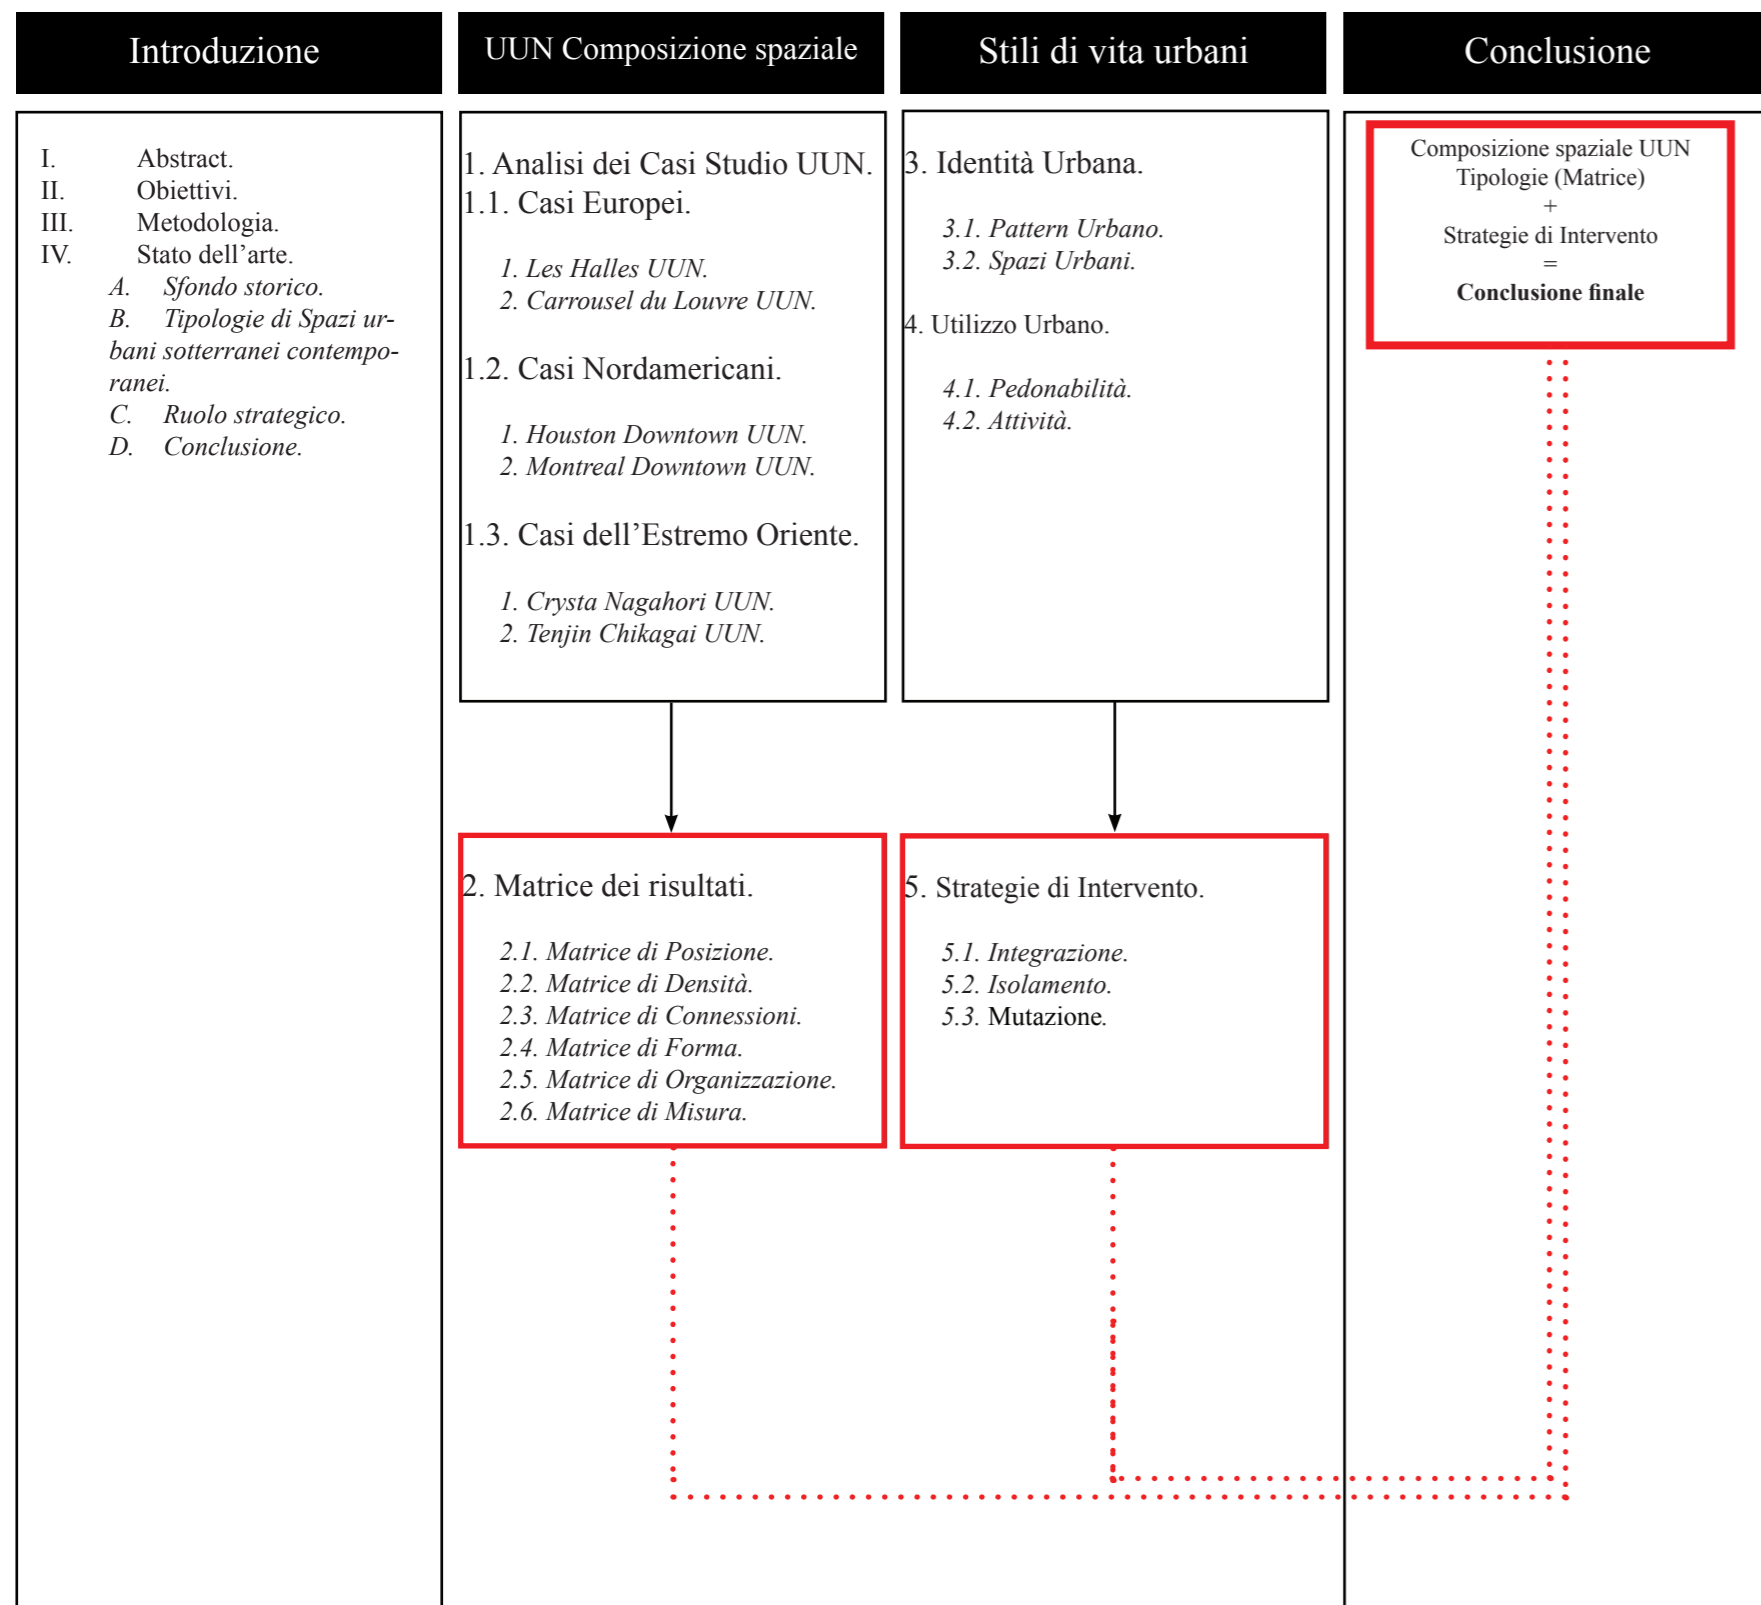 Introduzione
I. Abstract.
II. Obiettivi.
III. Metodologia.
IV. Stato dell’arte.
A. Sfondo storico.
B. Tipologie di Spazi ur-
bani sotterranei contempo-
ranei.
C. Ruolo strategico.
D. Conclusione.
UUN Composizione spaziale
1. Analisi dei Casi Studio UUN.
1.1. Casi Europei.
1. Les Halles UUN.
2. Carrousel du Louvre UUN.
1.2. Casi Nordamericani.
1. Houston Downtown UUN.
2. Montreal Downtown UUN.
1.3. Casi dell’Estremo Oriente.
1. Crysta Nagahori UUN.
2. Tenjin Chikagai UUN.
2. Matrice dei risultati.
2.1. Matrice di Posizione.
2.2. Matrice di Densità.
2.3. Matrice di Connessioni.
2.4. Matrice di Forma.
2.5. Matrice di Organizzazione.
2.6. Matrice di Misura.
Stili di vita urbani
3. Identità Urbana.
3.1. Pattern Urbano.
3.2. Spazi Urbani.
4. Utilizzo Urbano.
4.1. Pedonabilità.
4.2. Attività.
5. Strategie di Intervento.
5.1. Integrazione.
5.2. Isolamento.
5.3. Mutazione.
Conclusione
Composizione spaziale UUN
Tipologie (Matrice)
+
Strategie di Intervento
=
Conclusione finale